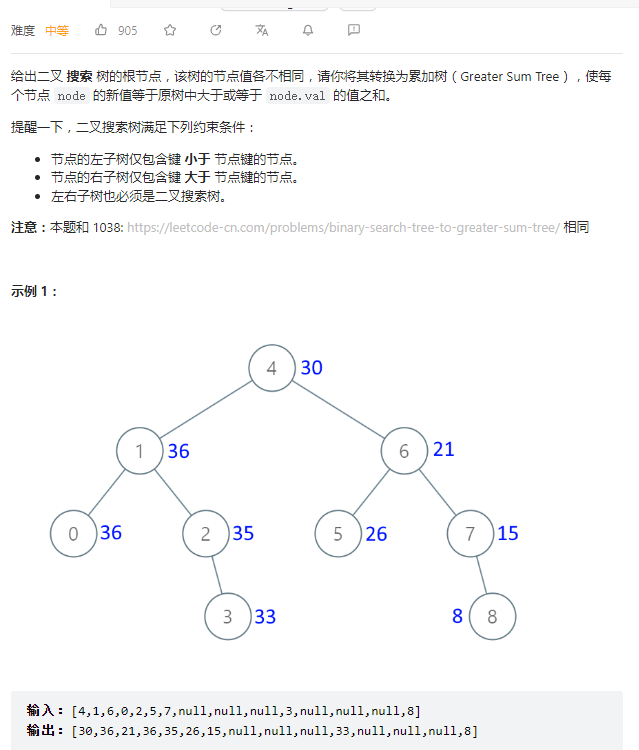 难度 中等 905
给出二叉 搜索 树的根节点，该树的节点值各不相同，请你将其转换为累加树（Greater Sum Tree），使每
个节点 node 的新值等于原树中大于或等于 node.val 的值之和。
提醒一下，二叉搜索树满足下列约束条件：
• 节点的左子树仅包含键 小于 节点键的节点。
• 节点的右子树仅包含键 大于 节点键的节点。
• 左右子树也必须是二叉搜索树。
注意：本题和 1038: https://leetcode-cn.com/problems/binary-search-tree-to-greater-sum-tree/ 相同
示例 1：
4 30
1 36 6 21
0 36 2 35 5 26 7 15
3 33 8 8
输入：[4,1,6,0,2,5,7,null,null,null,3,null,null,null,8]
输出：[30,36,21,36,35,26,15,null,null,null,33,null,null,null,8]